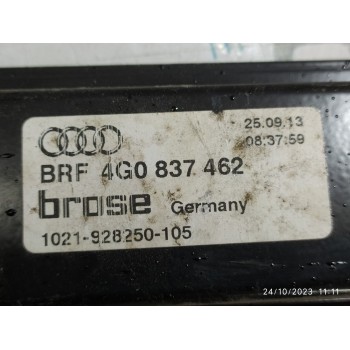 25.09.13
08:37:59
BRF 4G0 837 462
brose Germany
1021-928250-105
24/10/2023 11:11